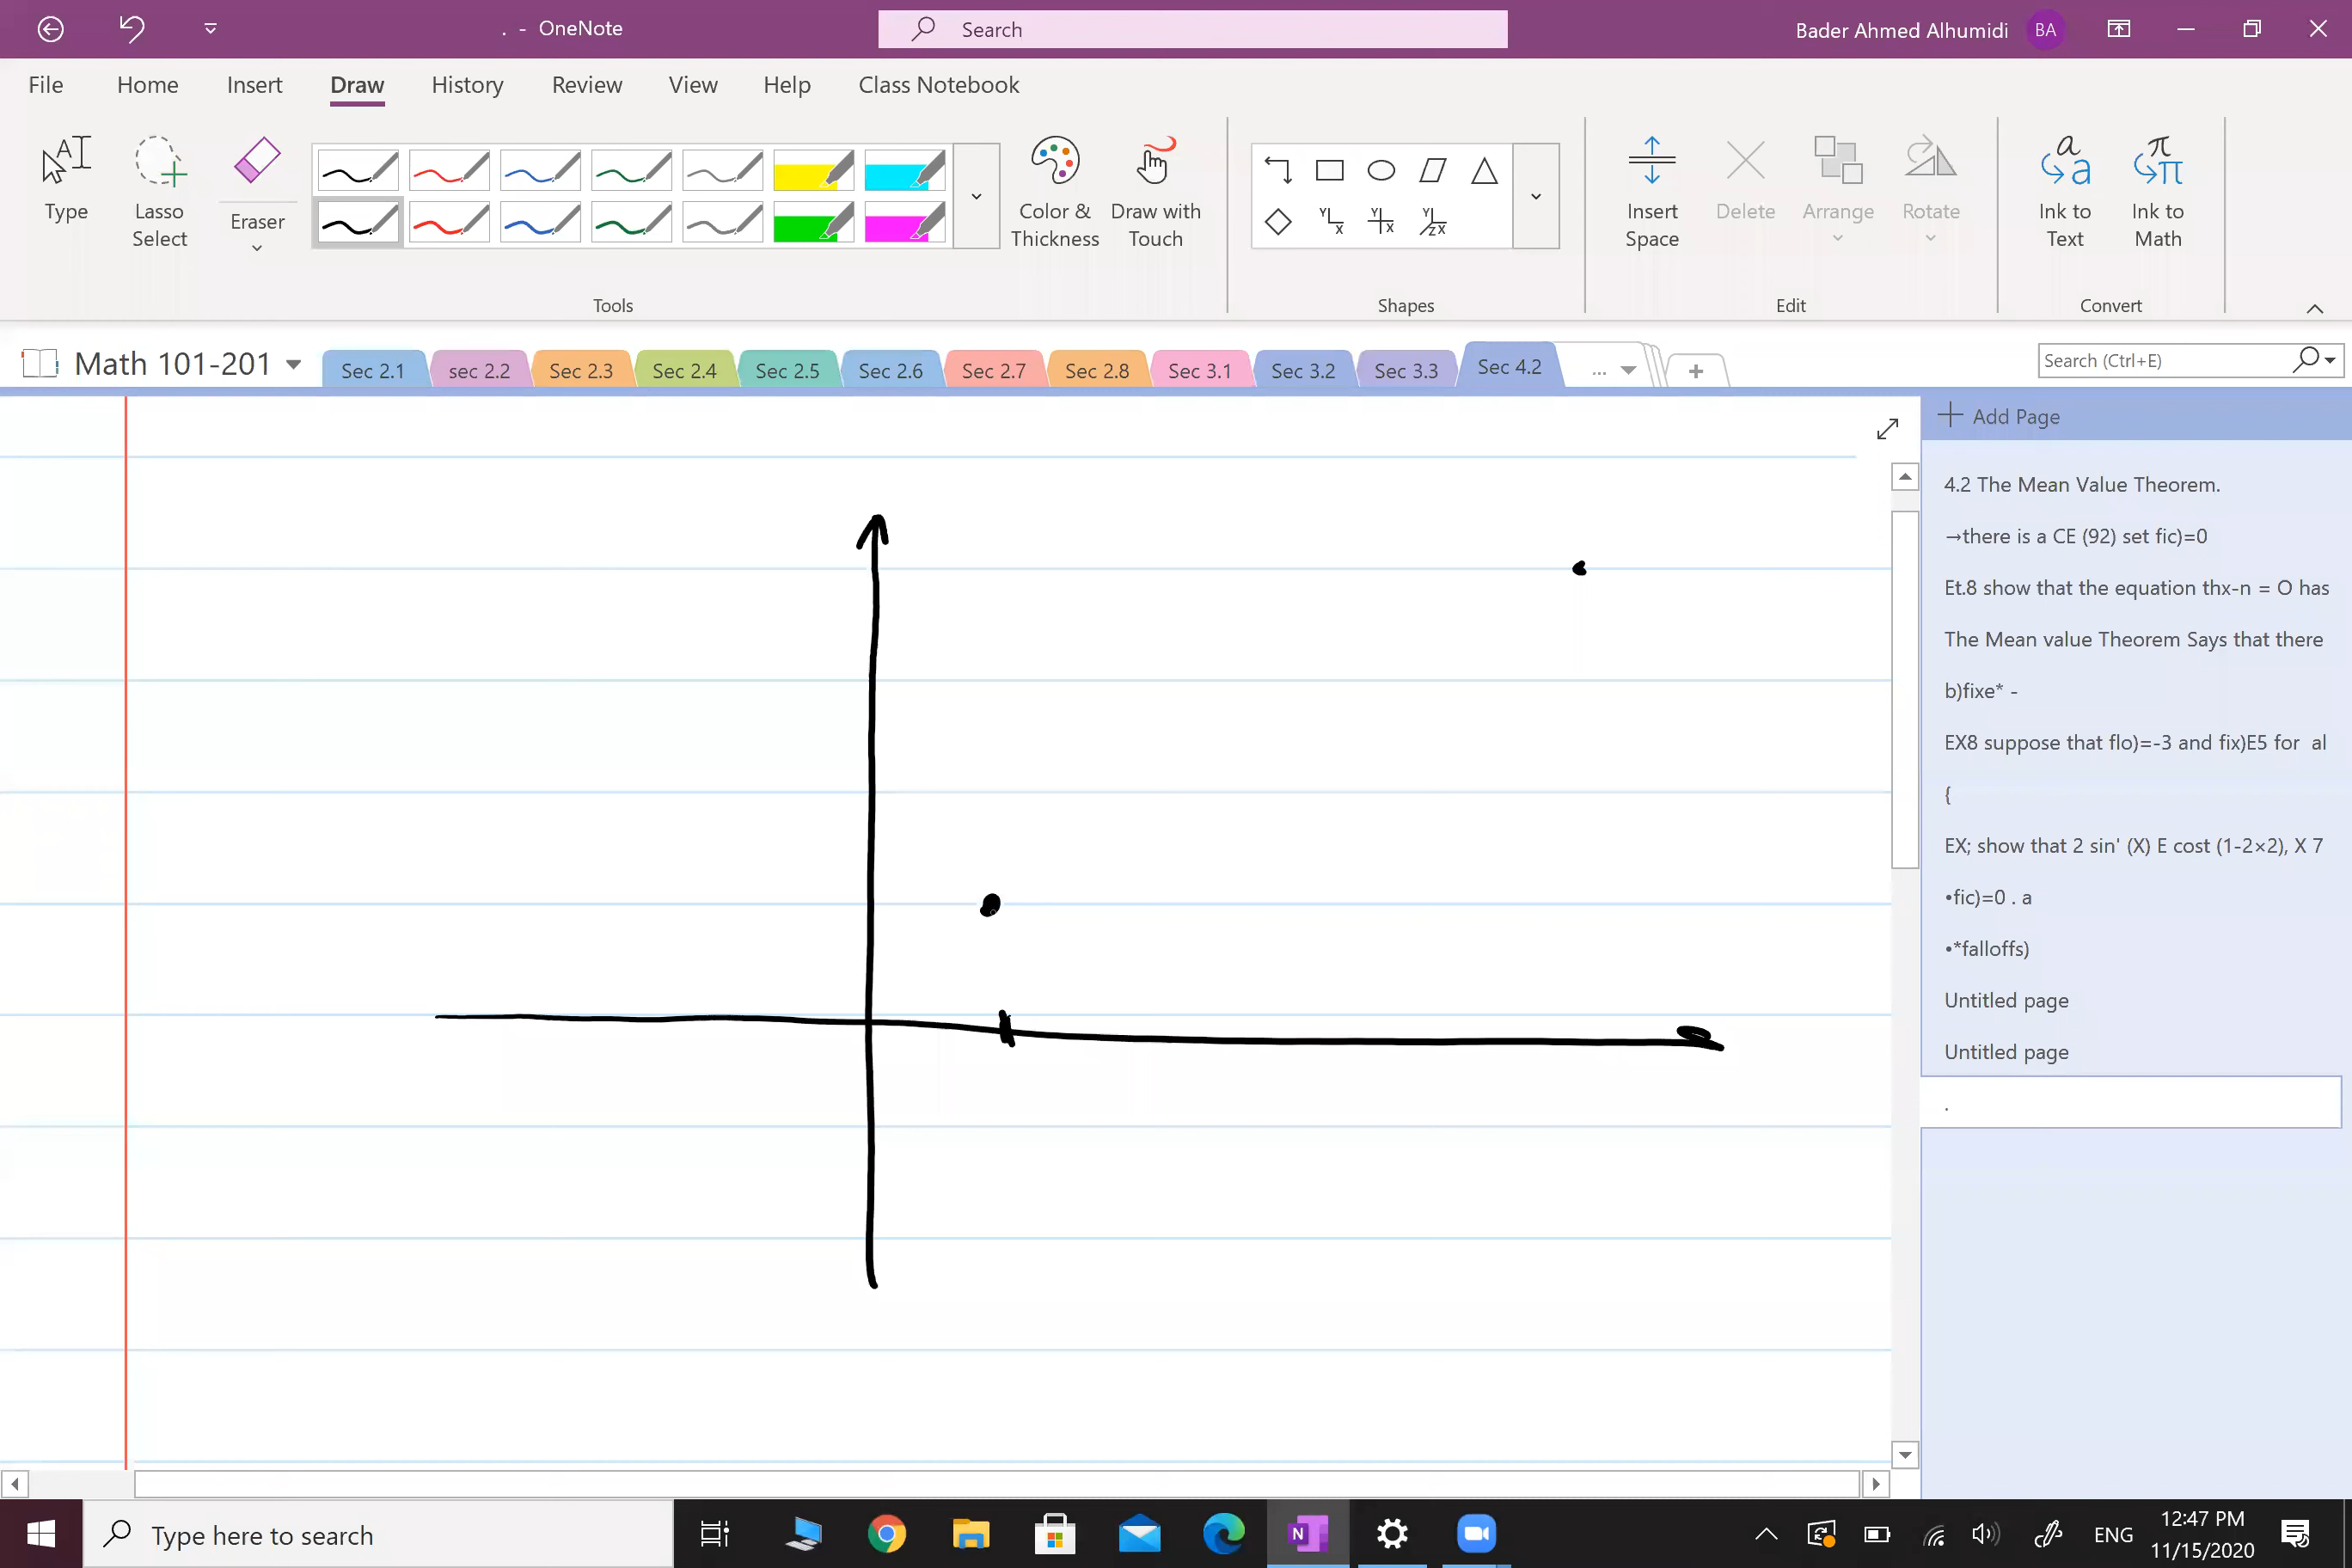 . - OneNote
Search
Bader Ahmed Alhumidi
BA
File
Home
Insert
Draw
History
Review
View
Help
Class Notebook
Type
Lasso Select
Eraser
Color & Thickness
Draw with Touch
Insert Space
Delete
Arrange
Rotate
Ink to Text
Ink to Math
Tools
Shapes
Edit
Convert
Math 101-201
Sec 2.1
sec 2.2
Sec 2.3
Sec 2.4
Sec 2.5
Sec 2.6
Sec 2.7
Sec 2.8
Sec 3.1
Sec 3.2
Sec 3.3
Sec 4.2
...
Search (Ctrl+E)
Add Page
4.2 The Mean Value Theorem.
→there is a CE (92) set fic)=0
Et.8 show that the equation thx-n = O has
The Mean value Theorem Says that there
b)fixe* -
EX8 suppose that flo)=-3 and fix)E5 for al
{
EX; show that 2 sin' (X) E cost (1-2×2), X 7
•fic)=0 . a
•*falloffs)
Untitled page
Untitled page
.
Type here to search
ENG
12:47 PM
11/15/2020